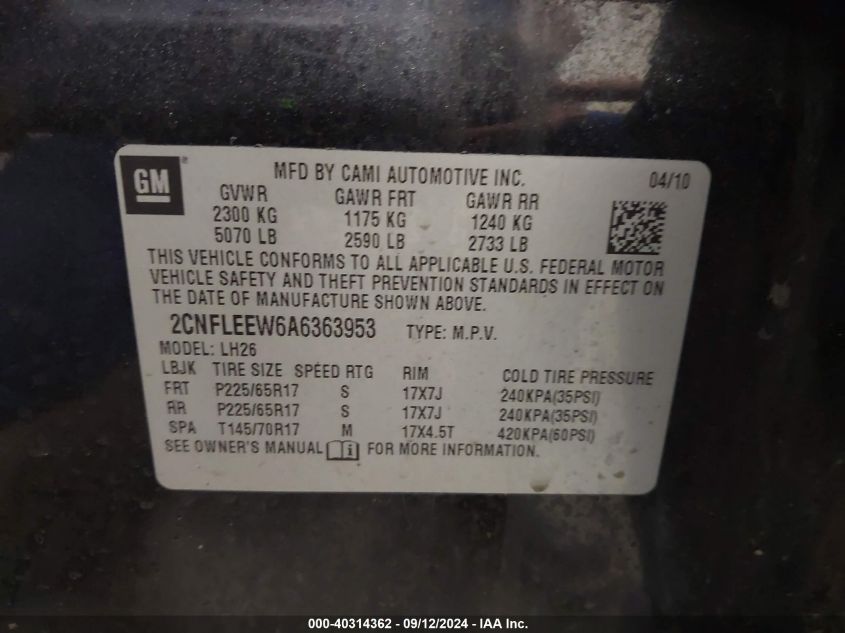 GM
MFD BY CAMI AUTOMOTIVE INC. 04/10
GVWR GAWR FRT GAWR RR
2300 KG 1175 KG 1240 KG
5070 LB 2590 LB 2733 LB
THIS VEHICLE CONFORMS TO ALL APPLICABLE U.S. FEDERAL MOTOR
VEHICLE SAFETY AND THEFT PREVENTION STANDARDS IN EFFECT ON
THE DATE OF MANUFACTURE SHOWN ABOVE.
2CNFLEEW6A6363953 TYPE: M.P.V.
MODEL: LH26
LBJK TIRE SIZE SPEED RTG RIM COLD TIRE PRESSURE
FRT P225/65R17 S 17X7J 240KPA(35PSI)
RR P225/65R17 S 17X7J 240KPA(35PSI)
SPA T145/70R17 M 17X4.5T 420KPA(60PSI)
SEE OWNER'S MANUAL FOR MORE INFORMATION.
000-40314362 - 09/12/2024 - IAA Inc.